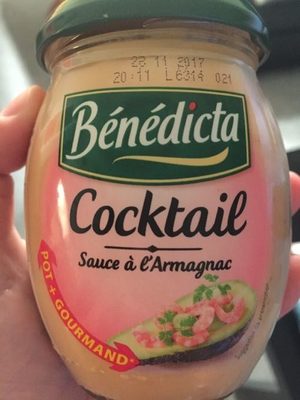 23 11 2017
20:11 L6314 021
Bénédicta
Cocktail
Sauce à l'Armagnac
POT + GOURMAND*